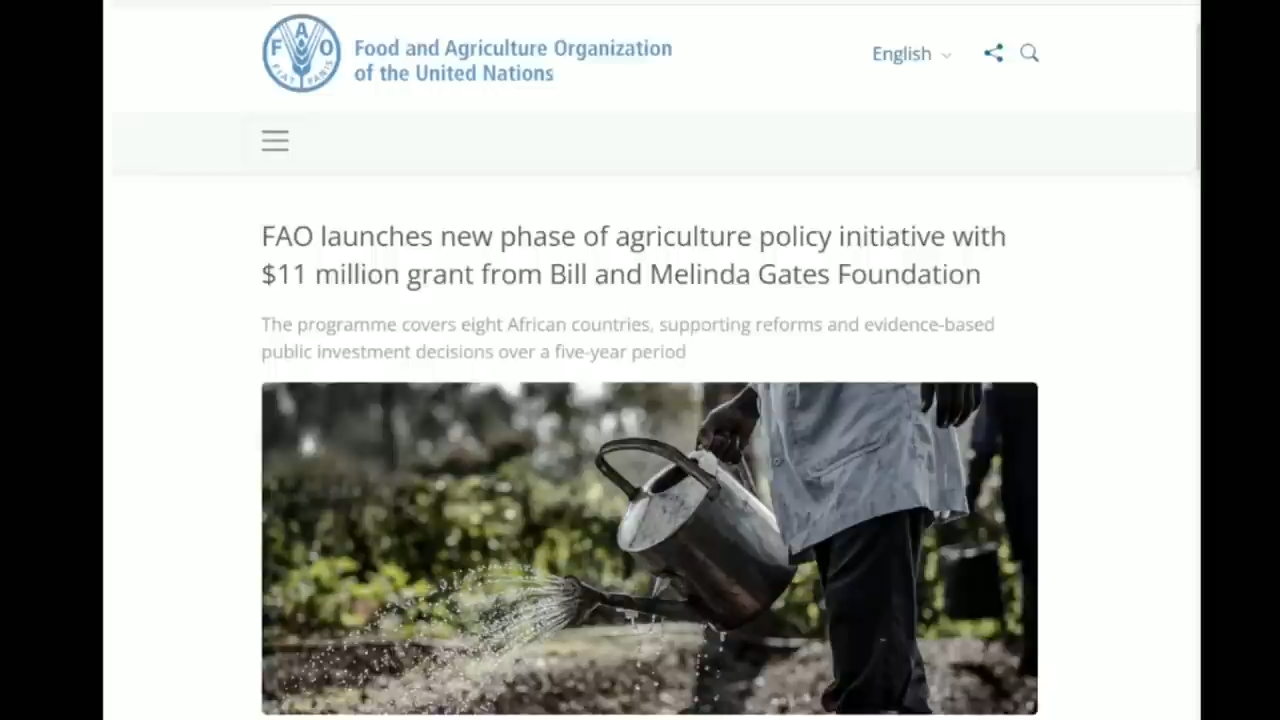 FAO
FIAT PANIS
Food and Agriculture Organization
of the United Nations
English
FAO launches new phase of agriculture policy initiative with
$11 million grant from Bill and Melinda Gates Foundation
The programme covers eight African countries, supporting reforms and evidence-based
public investment decisions over a five-year period